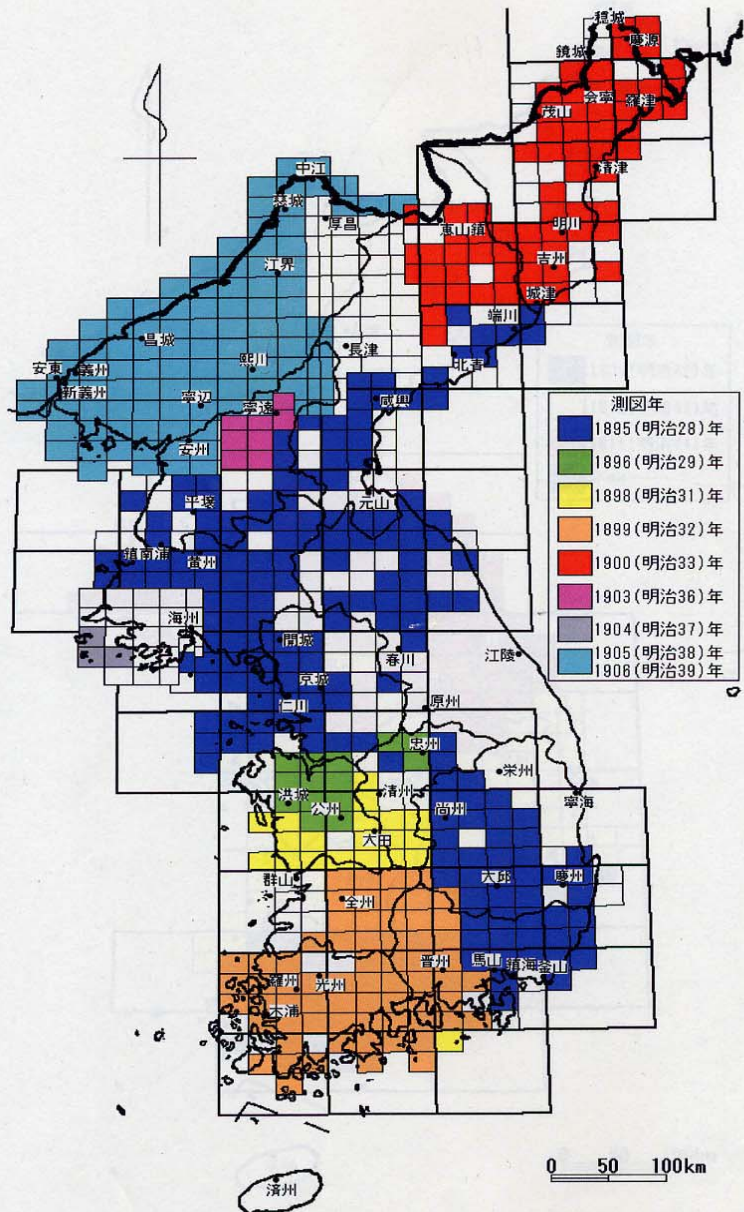 穏城
慶源
鏡城
会寧
羅津
茂山
清津
中江
慈城
厚昌
恵山鎮
明川
江界
吉州
城津
端川
昌城
長津
北青
安東
義州
新義州
煕川
寧辺
寧遠
咸興
安州
測図年
1895(明治28)年
1896(明治29)年
1898(明治31)年
1899(明治32)年
1900(明治33)年
1903(明治36)年
1904(明治37)年
1905(明治38)年
1906(明治39)年
平壌
元山
鎮南浦
黄州
海州
開城
春川
江陵
京城
仁川
原州
忠州
栄州
洪城
公州
清州
尚州
寧海
大田
群山
全州
大邱
慶州
羅州
光州
晋州
馬山
鎮海
釜山
木浦
済州
0 50 100km